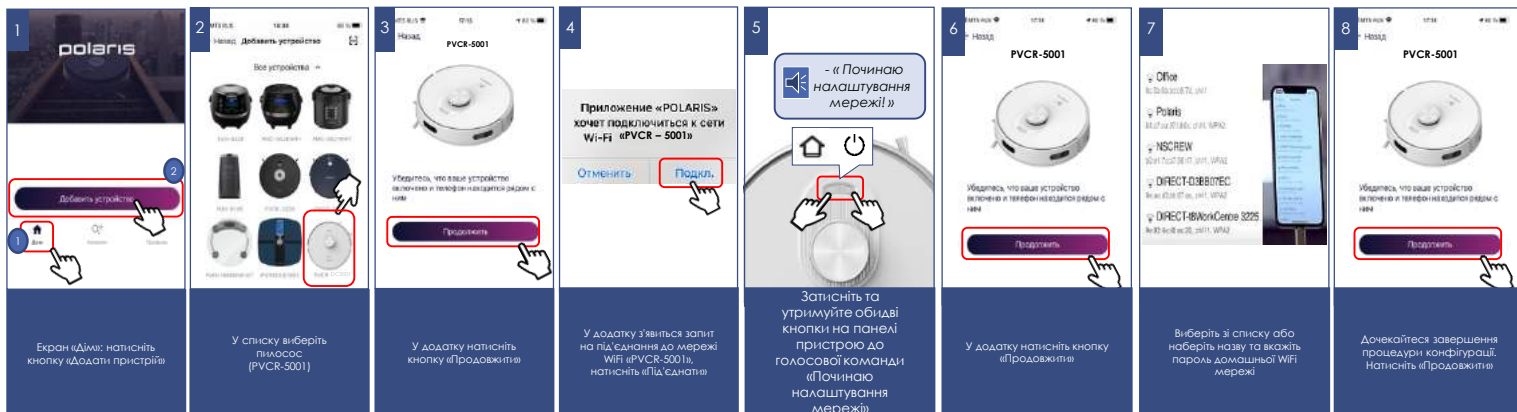 1
polaris
2
Добавить устройство
1
Дом
Екран «Дім»: натисніть
кнопку «Додати пристрій»
2
Назад Добавить устройство
Все устройства
У списку виберіть
пилосос
(PVCR-5001)
3
Назад
PVCR-5001
Убедитесь, что ваше устройство
включено и телефон находится рядом с
ним
Продолжить
У додатку натисніть
кнопку «Продовжити»
4
Приложение «POLARIS»
хочет подключиться к сети
Wi-Fi «PVCR – 5001»
Отменить Подкл.
У додатку з'явиться запит
на під'єднання до мережі
WiFi «PVCR-5001»,
натисніть «Під'єднати»
5
- « Починаю
налаштування
мережі! »
Затисніть та
утримуйте обидві
кнопки на панелі
пристрою до
голосової команди
«Починаю
налаштування
мережі»
6
Назад
PVCR-5001
Убедитесь, что ваше устройство
включено и телефон находится рядом с
ним
Продолжить
У додатку натисніть кнопку
«Продовжити»
7
Office
Polaris
NSCREW
DIRECT-D3BB07EC
DIRECT-tBWorkCentre 3225
Виберіть зі списку або
наберіть назву та вкажіть
пароль домашньої WiFi
мережі
8
Назад
PVCR-5001
Убедитесь, что ваше устройство
включено и телефон находится рядом с
ним
Продолжить
Дочекайтеся завершення
процедури конфігурації.
Натисніть «Продовжити»